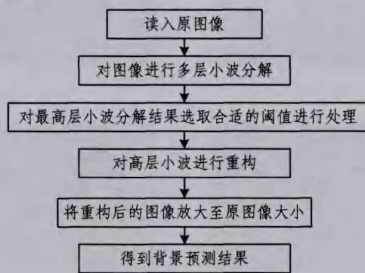 读入原图像
对图像进行多层小波分解
对最高层小波分解结果选取合适的阈值进行处理
对高层小波进行重构
将重构后的图像放大至原图像大小
得到背景预测结果